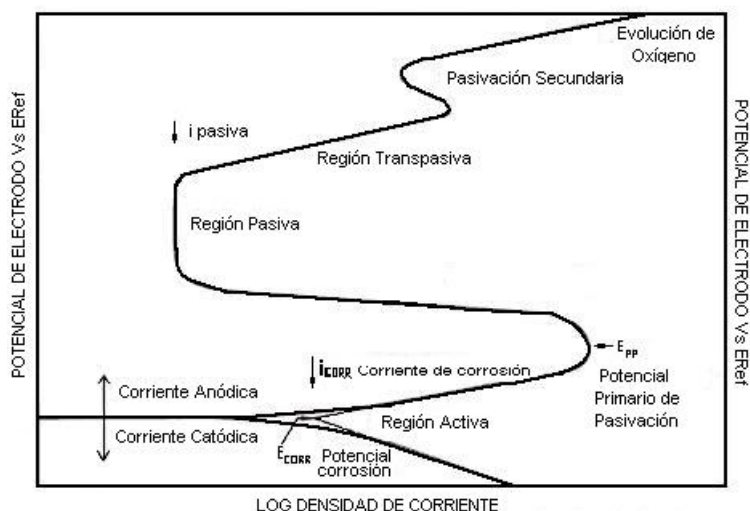 Evolución de
Oxígeno
Pasivación Secundaria
i pasiva
Región Transpasiva
Región Pasiva
E PP
Potencial
Primario de
Pasivación
iCORR Corriente de corrosión
Corriente Anódica
Región Activa
Corriente Catódica
ECORR Potencial
corrosión
POTENCIAL DE ELECTRODO Vs ERef
POTENCIAL DE ELECTRODO Vs ERef
LOG DENSIDAD DE CORRIENTE